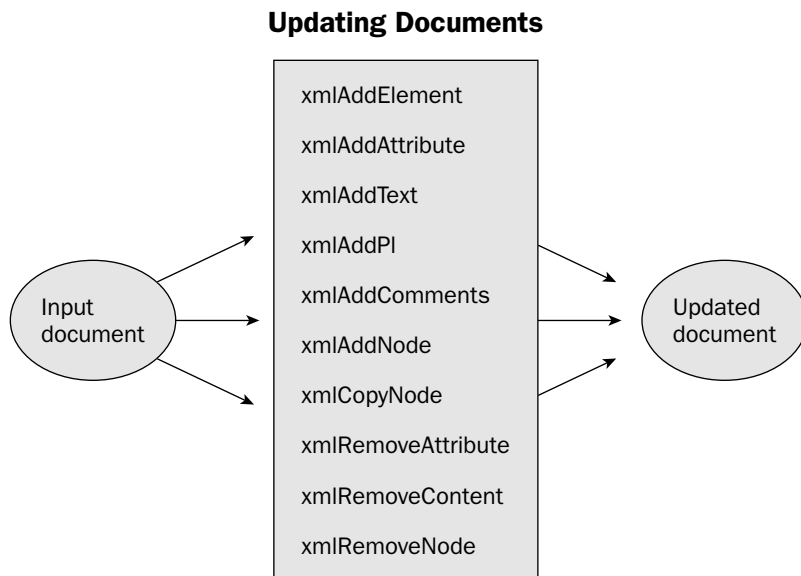 Updating Documents
xmlAddElement
xmlAddAttribute
xmlAddText
xmlAddPI
xmlAddComments
xmlAddNode
xmlCopyNode
xmlRemoveAttribute
xmlRemoveContent
xmlRemoveNode
Input
document
Updated
document